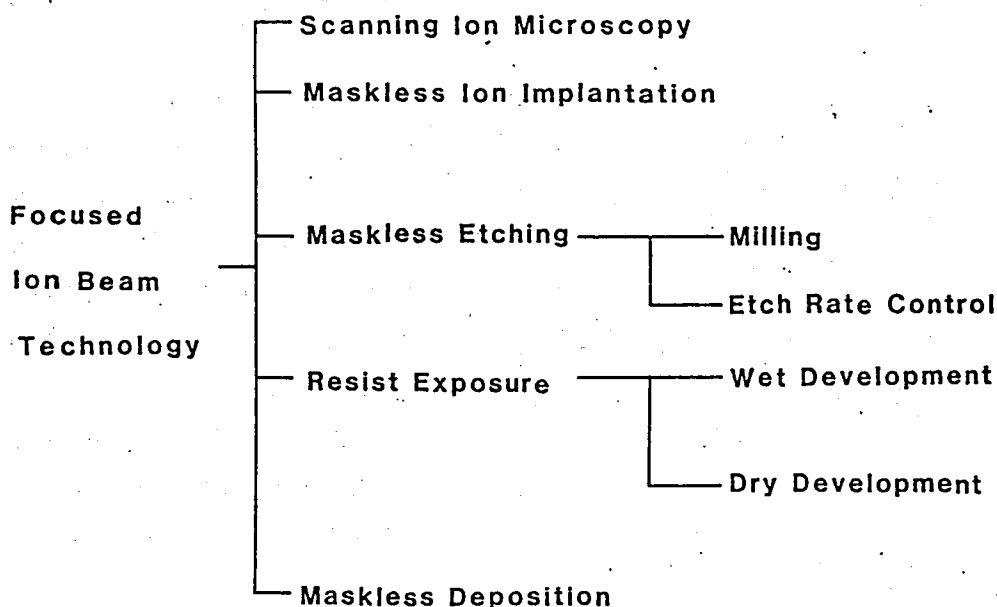 Scanning Ion Microscopy
Maskless Ion Implantation
Focused
Ion Beam
Technology
Maskless Etching
Milling
Etch Rate Control
Resist Exposure
Wet Development
Dry Development
Maskless Deposition